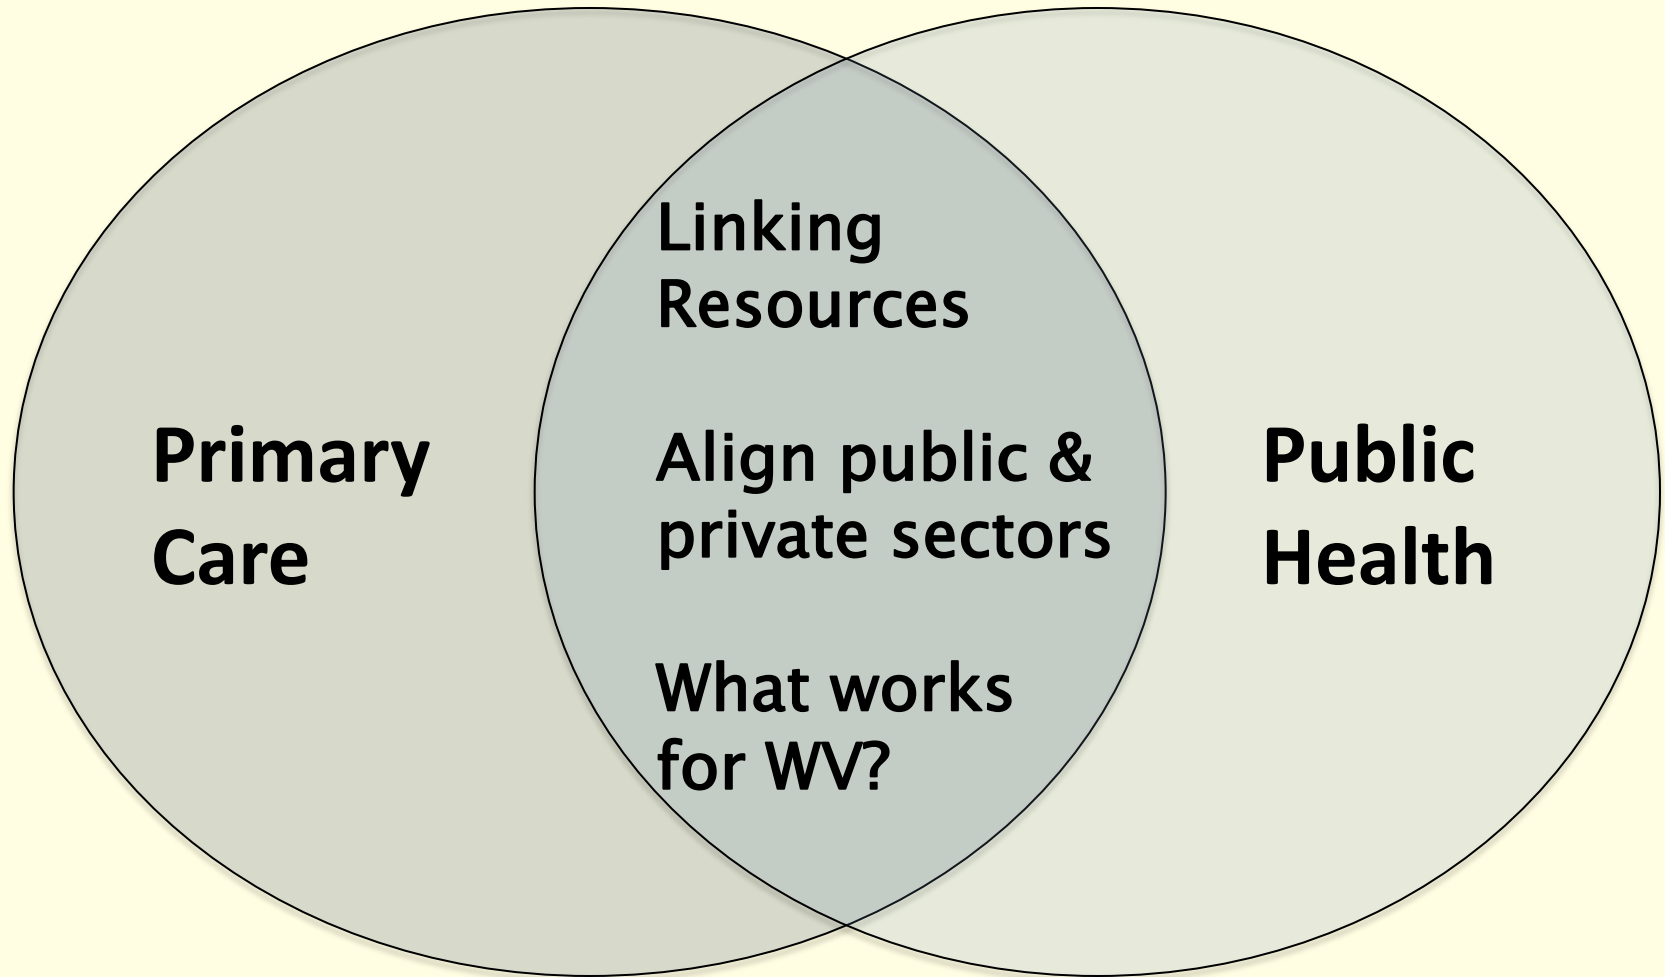 Primary
Care
Linking
Resources
Align public &
private sectors
What works
for WV?
Public
Health